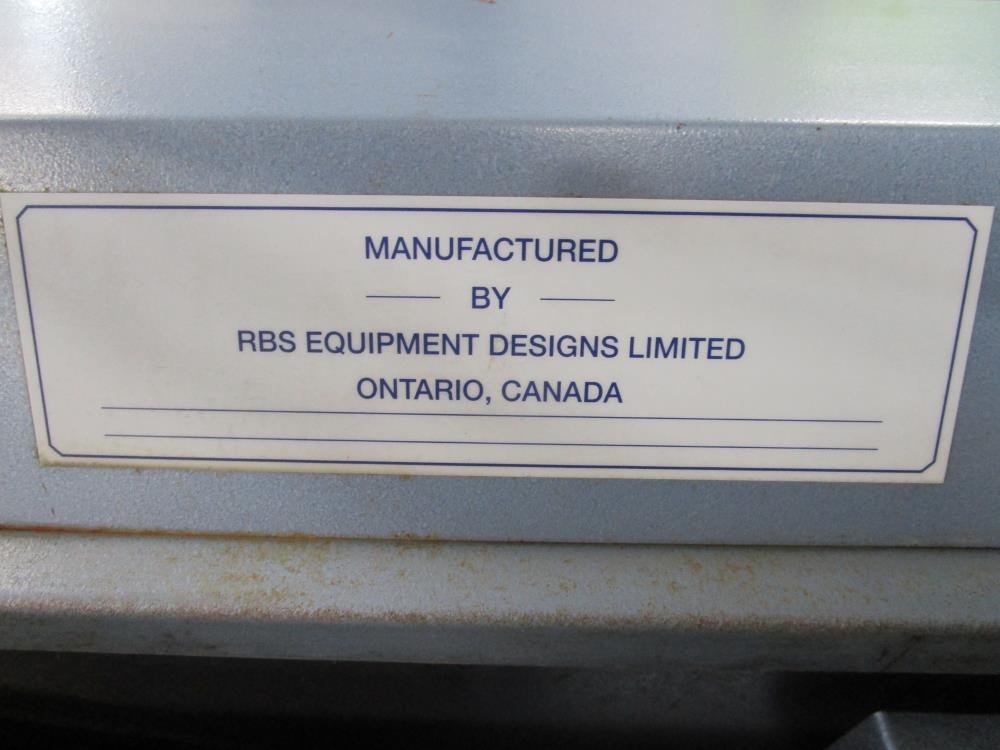 MANUFACTURED
BY
RBS EQUIPMENT DESIGNS LIMITED
ONTARIO, CANADA